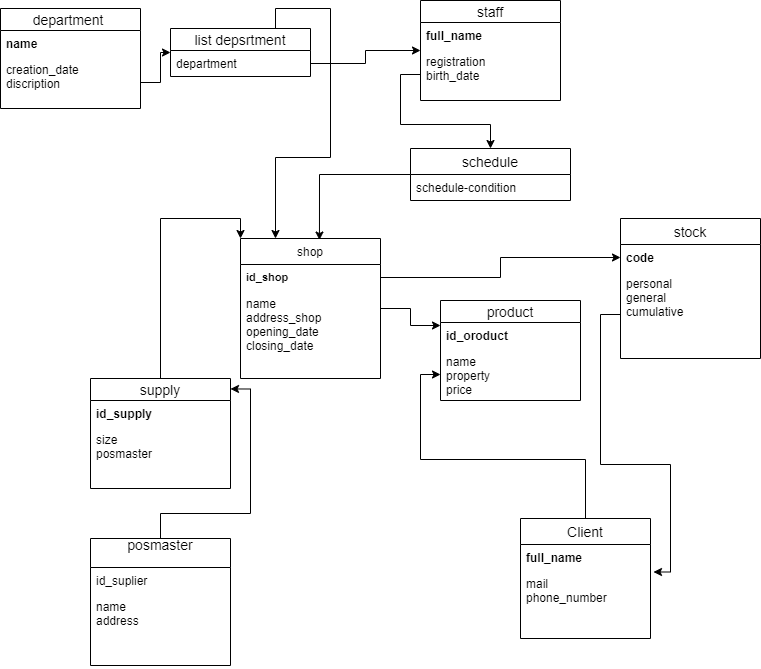 department
name
creation_date
discription
list depsrtment
department
staff
full_name
registration
birth_date
schedule
schedule-condition
shop
id_shop
name
address_shop
opening_date
closing_date
stock
code
personal
general
cumulative
product
id_oroduct
name
property
price
supply
id_supply
size
posmaster
posmaster
id_suplier
name
address
Client
full_name
mail
phone_number